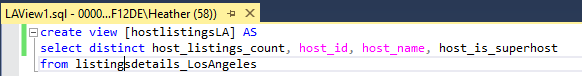 LAView1.sql - 0000...F12DE\Heather (58))*
create view [hostlistingsLA] AS
select distinct host_listings_count, host_id, host_name, host_is_superhost
from listingsdetails_LosAngeles